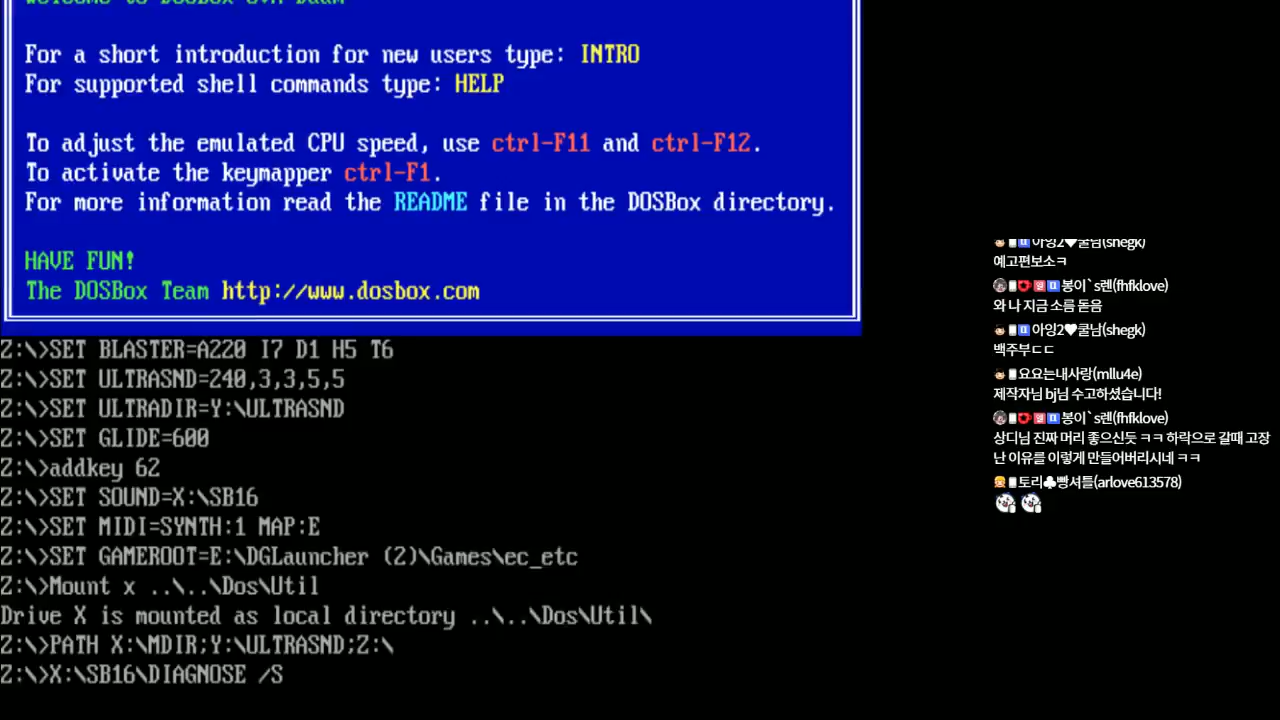 Welcome to DOSBox SVN Daum
For a short introduction for new users type: INTRO
For supported shell commands type: HELP
To adjust the emulated CPU speed, use ctrl-F11 and ctrl-F12.
To activate the keymapper ctrl-F1.
For more information read the README file in the DOSBox directory.
HAVE FUN!
The DOSBox Team http://www.dosbox.com
Z:\>SET BLASTER=A220 I7 D1 H5 T6
Z:\>SET ULTRASND=240,3,3,5,5
Z:\>SET ULTRADIR=Y:\ULTRASND
Z:\>SET GLIDE=600
Z:\>addkey 62
Z:\>SET SOUND=X:\SB16
Z:\>SET MIDI=SYNTH:1 MAP:E
Z:\>SET GAMEROOT=E:\DGLauncher (2)\Games\ec_etc
Z:\>Mount x ..\..\Dos\Util
Drive X is mounted as local directory ..\..\Dos\Util\
Z:\>PATH X:\MDIR;Y:\ULTRASND;Z:\
Z:\>X:\SB16\DIAGNOSE /S
아잉2♥쿨님(shegk)
예고편보소ㅋ
봉이`s렌(fhfklove)
와 나 지금 소름 돋음
아잉2♥쿨님(shegk)
백주부ㄷㄷ
요요는내사랑(mllu4e)
제작자님 bj님 수고하셨습니다!
봉이`s렌(fhfklove)
상디님 진짜 머리 좋으신듯 ㅋㅋ 하락으로 갈때 고장
난 이유를 이렇게 만들어버리시네 ㅋㅋ
토리♣빵셔틀(arlove613578)